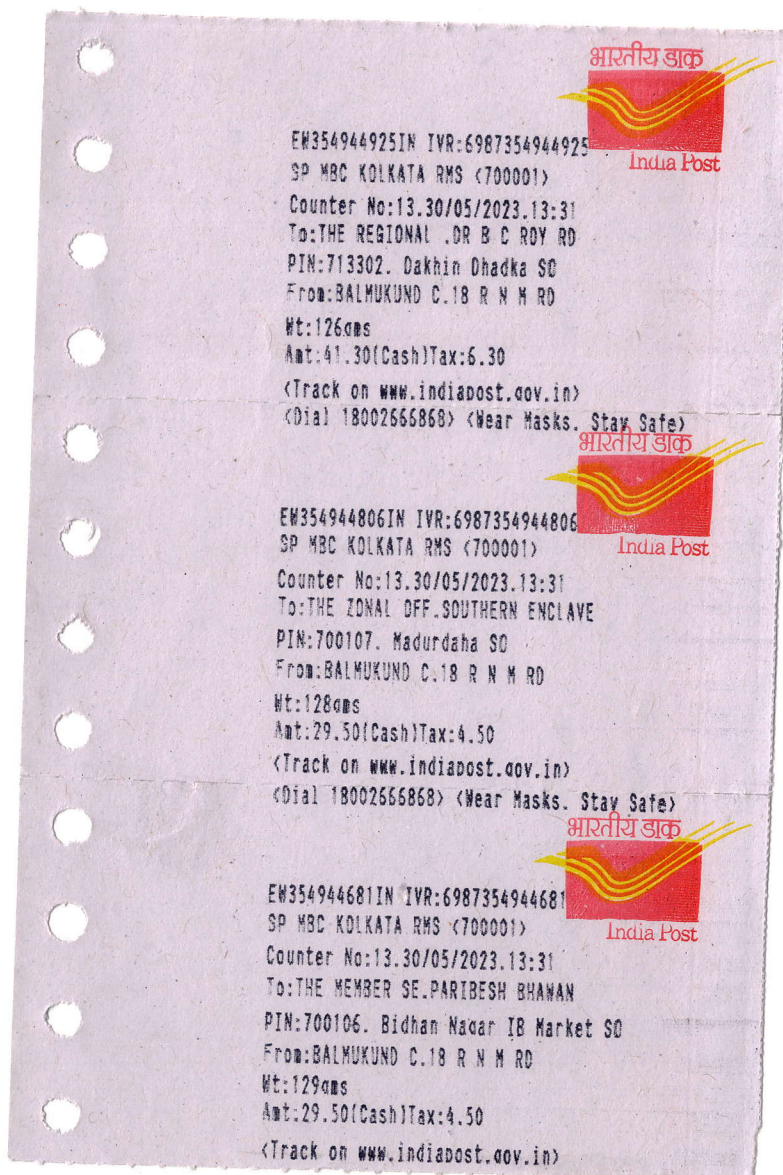 भारतीय डाक
India Post
EW354944925IN IVR:6987354944925
SP MBC KOLKATA RMS <700001>
Counter No:13.30/05/2023.13:31
To:THE REGIONAL .DR B C ROY RD
PIN:713302. Dakhin Dhadka SO
From:BALMUKUND C.18 R N M RD
Wt:126gms
Amt:41.30(Cash)Tax:6.30
<Track on www.indiapost.gov.in>
<Dial 18002666868> <Wear Masks. Stay Safe>
भारतीय डाक
India Post
EW354944806IN IVR:6987354944806
SP MBC KOLKATA RMS <700001>
Counter No:13.30/05/2023.13:31
To:THE ZONAL OFF.SOUTHERN ENCLAVE
PIN:700107. Madurdaha SO
From:BALMUKUND C.18 R N M RD
Wt:128gms
Amt:29.50(Cash)Tax:4.50
<Track on www.indiapost.gov.in>
<Dial 18002666868> <Wear Masks. Stay Safe>
भारतीय डाक
India Post
EW354944681IN IVR:6987354944681
SP MBC KOLKATA RMS <700001>
Counter No:13.30/05/2023.13:31
To:THE MEMBER SE.PARIBESH BHAWAN
PIN:700106. Bidhan Nagar IB Market SO
From:BALMUKUND C.18 R N M RD
Wt:129gms
Amt:29.50(Cash)Tax:4.50
<Track on www.indiapost.gov.in>